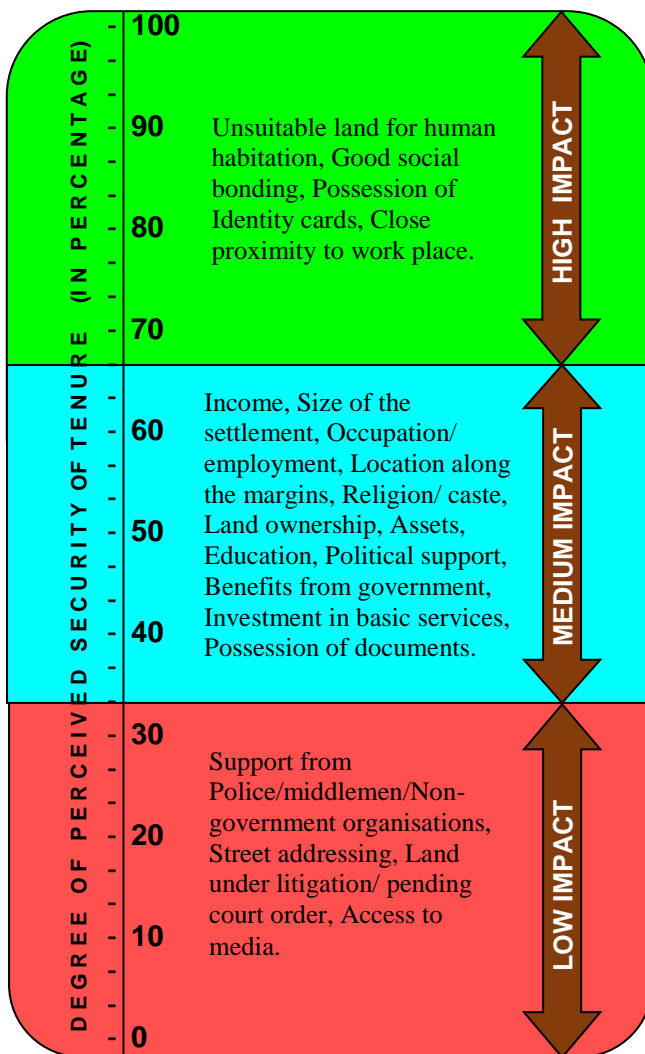 DEGREE OF PERCEIVED SECURITY OF TENURE (IN PERCENTAGE)
- 100
-
-
-
- 90
-
-
-
- 80
-
-
- 70
-
-
- 60
-
-
- 50
-
-
- 40
-
-
- 30
-
-
- 20
-
-
- 10
-
-
- 0
Unsuitable land for human
habitation, Good social
bonding, Possession of
Identity cards, Close
proximity to work place.
HIGH IMPACT
Income, Size of the
settlement, Occupation/
employment, Location along
the margins, Religion/ caste,
Land ownership, Assets,
Education, Political support,
Benefits from government,
Investment in basic services,
Possession of documents.
MEDIUM IMPACT
Support from
Police/middlemen/Non-
government organisations,
Street addressing, Land
under litigation/ pending
court order, Access to
media.
LOW IMPACT